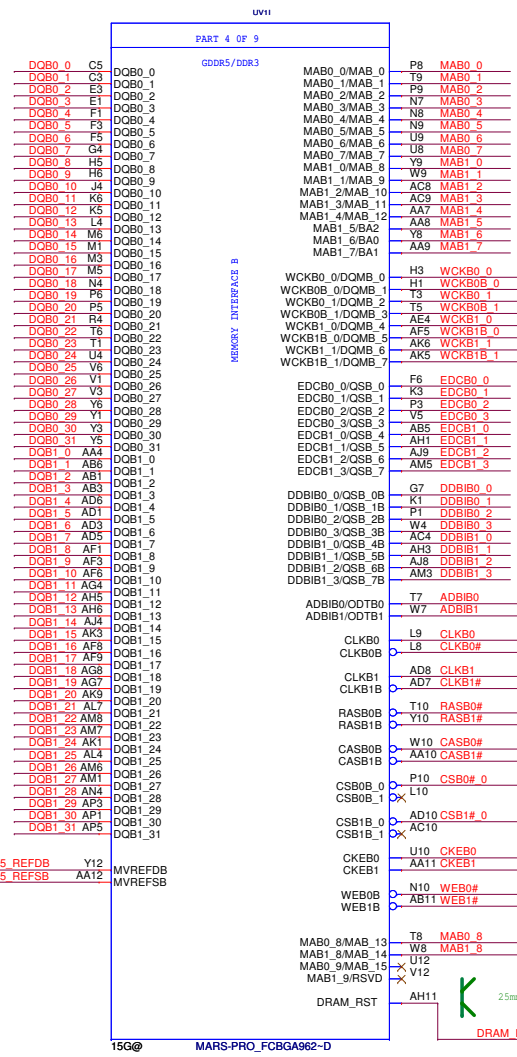 UV1I
PART 4 OF 9
GDDR5/DDR3
DQB0_0 C5 DQB0_0
DQB0_1 C3 DQB0_1
DQB0_2 E3 DQB0_2
DQB0_3 E1 DQB0_3
DQB0_4 F1 DQB0_4
DQB0_5 F3 DQB0_5
DQB0_6 F5 DQB0_6
DQB0_7 G4 DQB0_7
DQB0_8 H5 DQB0_8
DQB0_9 H6 DQB0_9
DQB0_10 J4 DQB0_10
DQB0_11 K6 DQB0_11
DQB0_12 K5 DQB0_12
DQB0_13 L4 DQB0_13
DQB0_14 M6 DQB0_14
DQB0_15 M1 DQB0_15
DQB0_16 M3 DQB0_16
DQB0_17 M5 DQB0_17
DQB0_18 N4 DQB0_18
DQB0_19 P6 DQB0_19
DQB0_20 P5 DQB0_20
DQB0_21 R4 DQB0_21
DQB0_22 T6 DQB0_22
DQB0_23 T1 DQB0_23
DQB0_24 U4 DQB0_24
DQB0_25 V6 DQB0_25
DQB0_26 V1 DQB0_26
DQB0_27 V3 DQB0_27
DQB0_28 Y6 DQB0_28
DQB0_29 Y1 DQB0_29
DQB0_30 Y3 DQB0_30
DQB0_31 Y5 DQB0_31
DQB1_0 AA4 DQB1_0
DQB1_1 AB6 DQB1_1
DQB1_2 AB1 DQB1_2
DQB1_3 AB3 DQB1_3
DQB1_4 AD6 DQB1_4
DQB1_5 AD1 DQB1_5
DQB1_6 AD3 DQB1_6
DQB1_7 AD5 DQB1_7
DQB1_8 AF1 DQB1_8
DQB1_9 AF3 DQB1_9
DQB1_10 AF6 DQB1_10
DQB1_11 AG4 DQB1_11
DQB1_12 AH5 DQB1_12
DQB1_13 AH6 DQB1_13
DQB1_14 AJ4 DQB1_14
DQB1_15 AK3 DQB1_15
DQB1_16 AF8 DQB1_16
DQB1_17 AF9 DQB1_17
DQB1_18 AG8 DQB1_18
DQB1_19 AG7 DQB1_19
DQB1_20 AK9 DQB1_20
DQB1_21 AL7 DQB1_21
DQB1_22 AM8 DQB1_22
DQB1_23 AM7 DQB1_23
DQB1_24 AK1 DQB1_24
DQB1_25 AL4 DQB1_25
DQB1_26 AM6 DQB1_26
DQB1_27 AM1 DQB1_27
DQB1_28 AN4 DQB1_28
DQB1_29 AP3 DQB1_29
DQB1_30 AP1 DQB1_30
DQB1_31 AP5 DQB1_31
5_REFDB Y12 MVREFDB
5_REFSB AA12 MVREFSB
MEMORY INTERFACE B
MAB0_0/MAB_0 P8 MAB0_0
MAB0_1/MAB_1 T9 MAB0_1
MAB0_2/MAB_2 P9 MAB0_2
MAB0_3/MAB_3 N7 MAB0_3
MAB0_4/MAB_4 N8 MAB0_4
MAB0_5/MAB_5 N9 MAB0_5
MAB0_6/MAB_6 U9 MAB0_6
MAB0_7/MAB_7 U8 MAB0_7
MAB1_0/MAB_8 Y9 MAB1_0
MAB1_1/MAB_9 W9 MAB1_1
MAB1_2/MAB_10 AC8 MAB1_2
MAB1_3/MAB_11 AC9 MAB1_3
MAB1_4/MAB_12 AA7 MAB1_4
MAB1_5/BA2 AA8 MAB1_5
MAB1_6/BA0 Y8 MAB1_6
MAB1_7/BA1 AA9 MAB1_7
WCKB0_0/DQMB_0 H3 WCKB0_0
WCKB0B_0/DQMB_1 H1 WCKB0B_0
WCKB0_1/DQMB_2 T3 WCKB0_1
WCKB0B_1/DQMB_3 T5 WCKB0B_1
WCKB1_0/DQMB_4 AE4 WCKB1_0
WCKB1B_0/DQMB_5 AF5 WCKB1B_0
WCKB1_1/DQMB_6 AK6 WCKB1_1
WCKB1B_1/DQMB_7 AK5 WCKB1B_1
EDCB0_0/QSB_0 F6 EDCB0_0
EDCB0_1/QSB_1 K3 EDCB0_1
EDCB0_2/QSB_2 P3 EDCB0_2
EDCB0_3/QSB_3 V5 EDCB0_3
EDCB1_0/QSB_4 AB5 EDCB1_0
EDCB1_1/QSB_5 AH1 EDCB1_1
EDCB1_2/QSB_6 AJ9 EDCB1_2
EDCB1_3/QSB_7 AM5 EDCB1_3
DDBIB0_0/QSB_0B G7 DDBIB0_0
DDBIB0_1/QSB_1B K1 DDBIB0_1
DDBIB0_2/QSB_2B P1 DDBIB0_2
DDBIB0_3/QSB_3B W4 DDBIB0_3
DDBIB1_0/QSB_4B AC4 DDBIB1_0
DDBIB1_1/QSB_5B AH3 DDBIB1_1
DDBIB1_2/QSB_6B AJ8 DDBIB1_2
DDBIB1_3/QSB_7B AM3 DDBIB1_3
ADBIB0/ODTB0 T7 ADBIB0
ADBIB1/ODTB1 W7 ADBIB1
CLKB0 L9 CLKB0
CLKB0B L8 CLKB0#
CLKB1 AD8 CLKB1
CLKB1B AD7 CLKB1#
RASB0B T10 RASB0#
RASB1B Y10 RASB1#
CASB0B W10 CASB0#
CASB1B AA10 CASB1#
CSB0B_0 P10 CSB0#_0
CSB0B_1 L10
CSB1B_0 AD10 CSB1#_0
CSB1B_1 AC10
CKEB0 U10 CKEB0
CKEB1 AA11 CKEB1
WEB0B N10 WEB0#
WEB1B AB11 WEB1#
MAB0_8/MAB_13 T8 MAB0_8
MAB1_8/MAB_14 W8 MAB1_8
MAB0_9/MAB_15 U12
MAB1_9/RSVD V12
DRAM_RST AH11
25m
DRAM_
15G@ MARS-PRO_FCBGA962~D